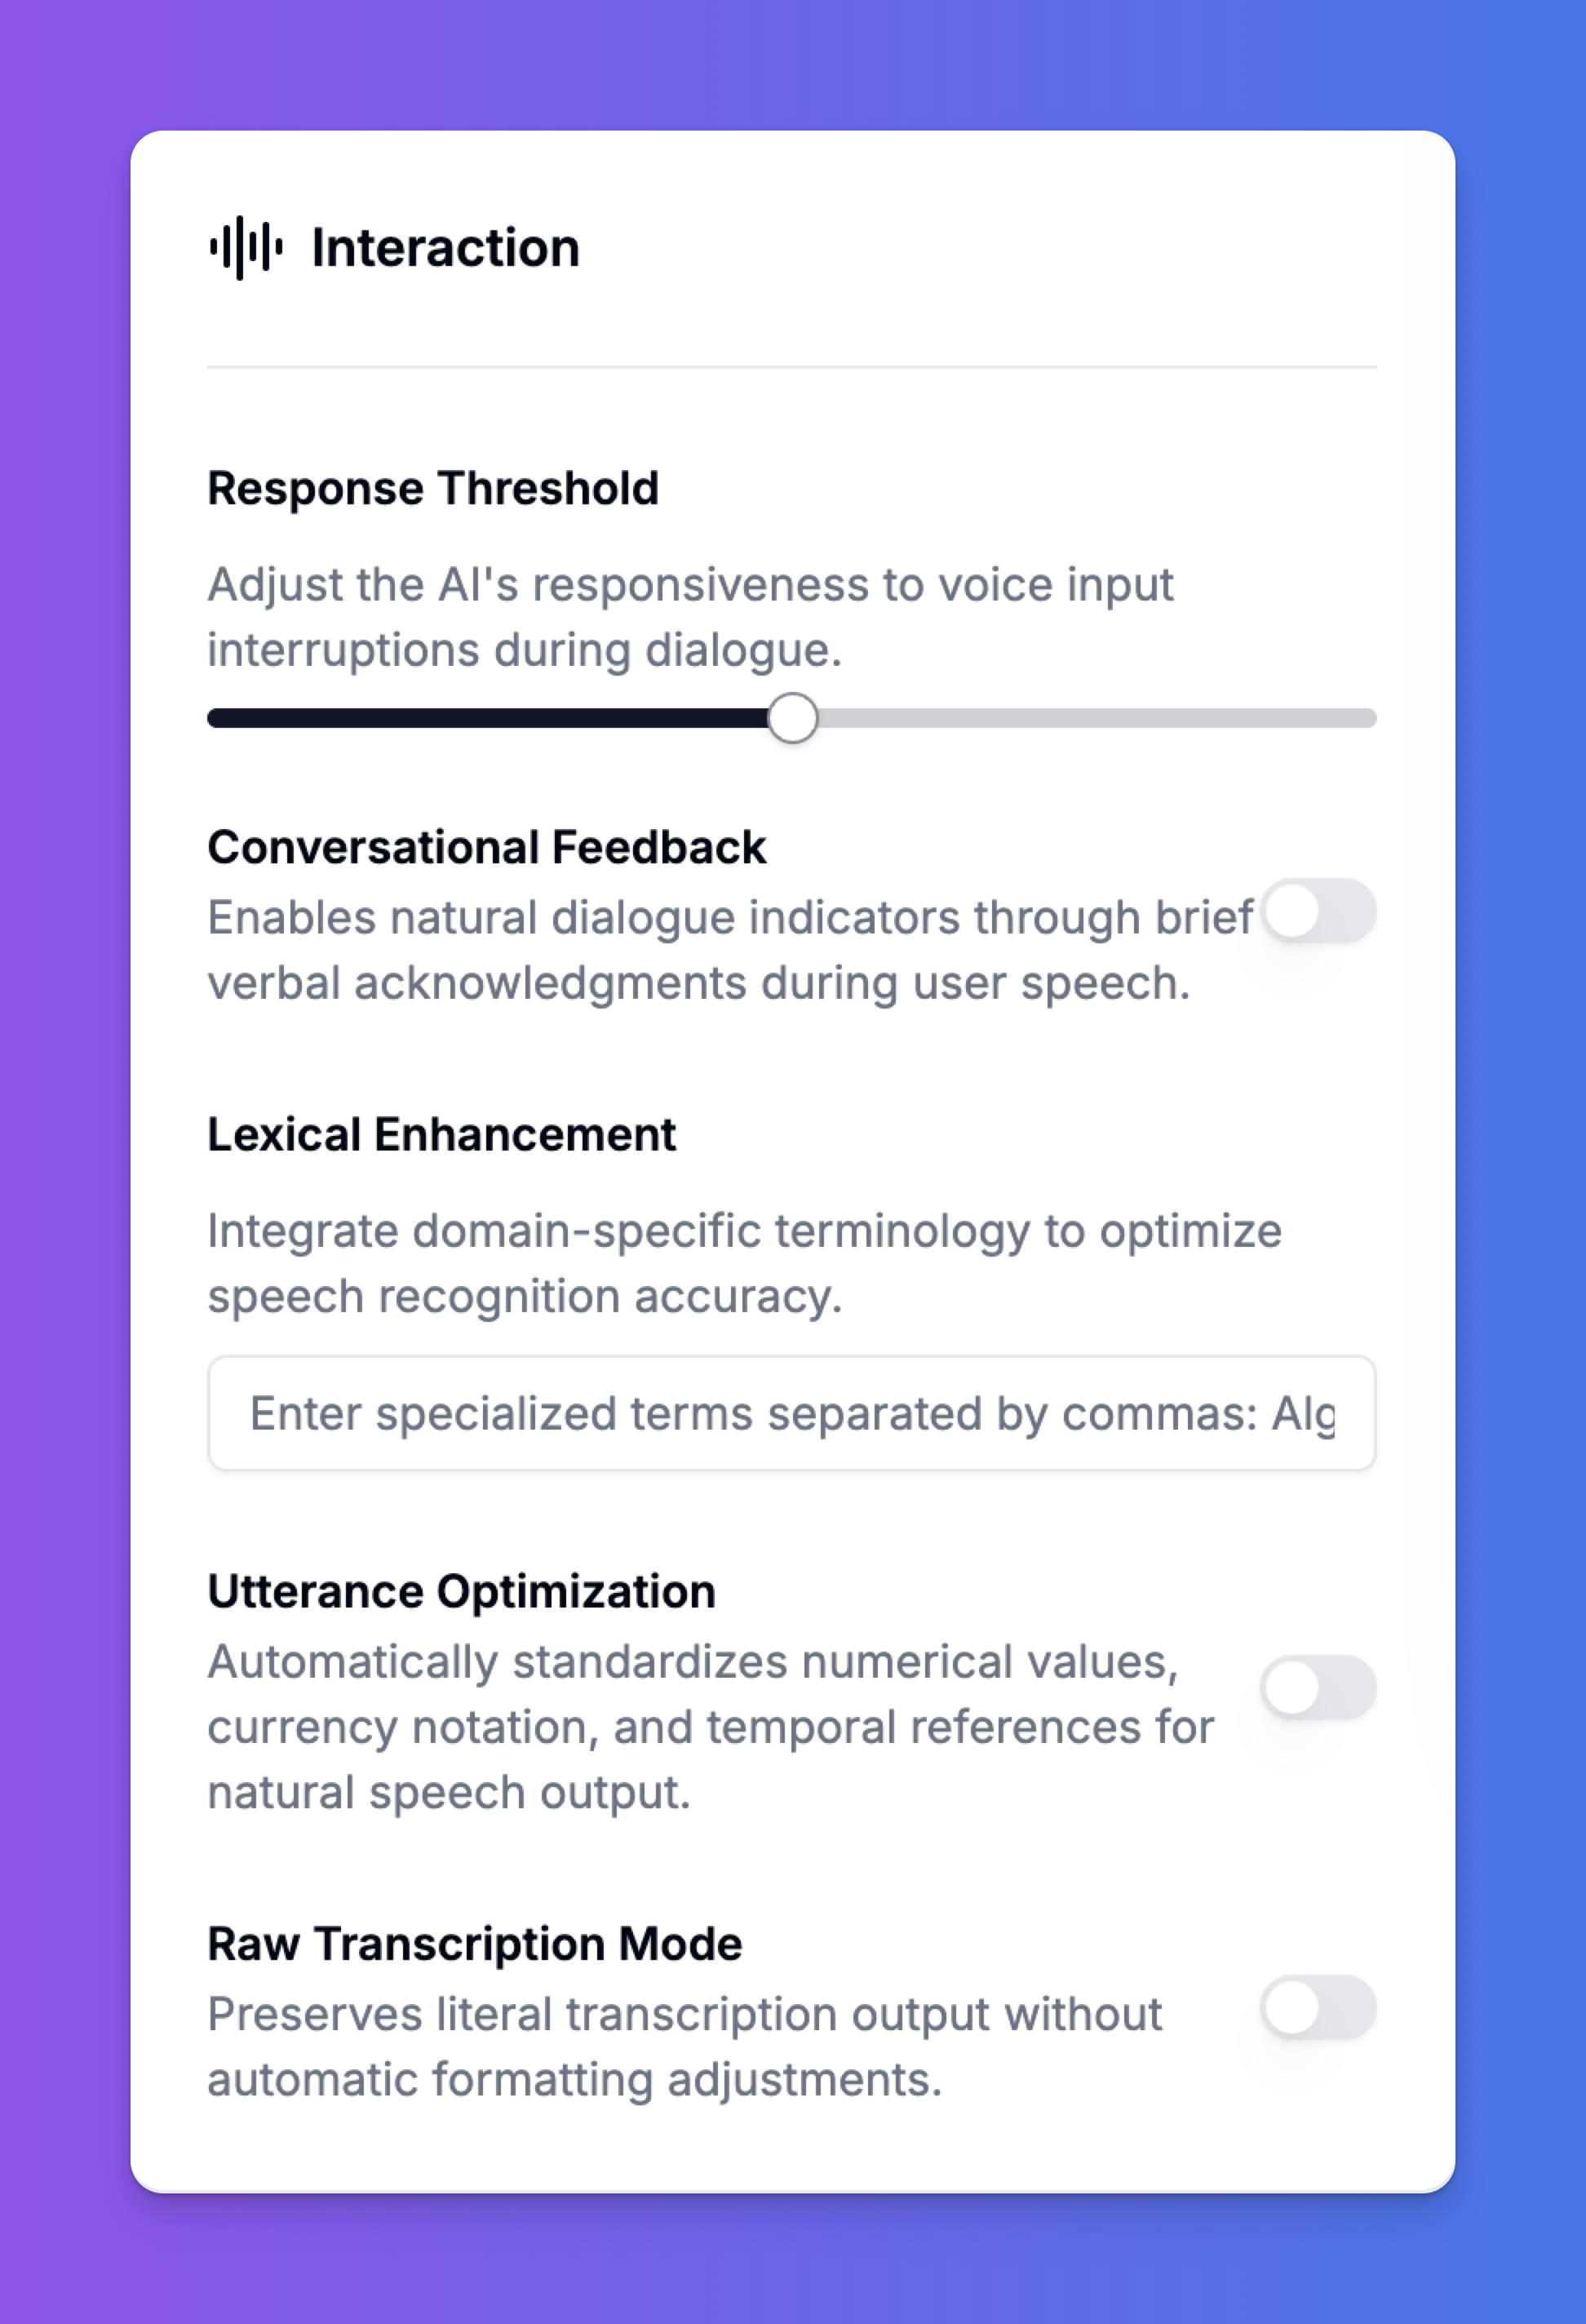 Interaction
Response Threshold
Adjust the AI's responsiveness to voice input
interruptions during dialogue.
Conversational Feedback
Enables natural dialogue indicators through brief
verbal acknowledgments during user speech.
Lexical Enhancement
Integrate domain-specific terminology to optimize
speech recognition accuracy.
Enter specialized terms separated by commas: Alg
Utterance Optimization
Automatically standardizes numerical values,
currency notation, and temporal references for
natural speech output.
Raw Transcription Mode
Preserves literal transcription output without
automatic formatting adjustments.